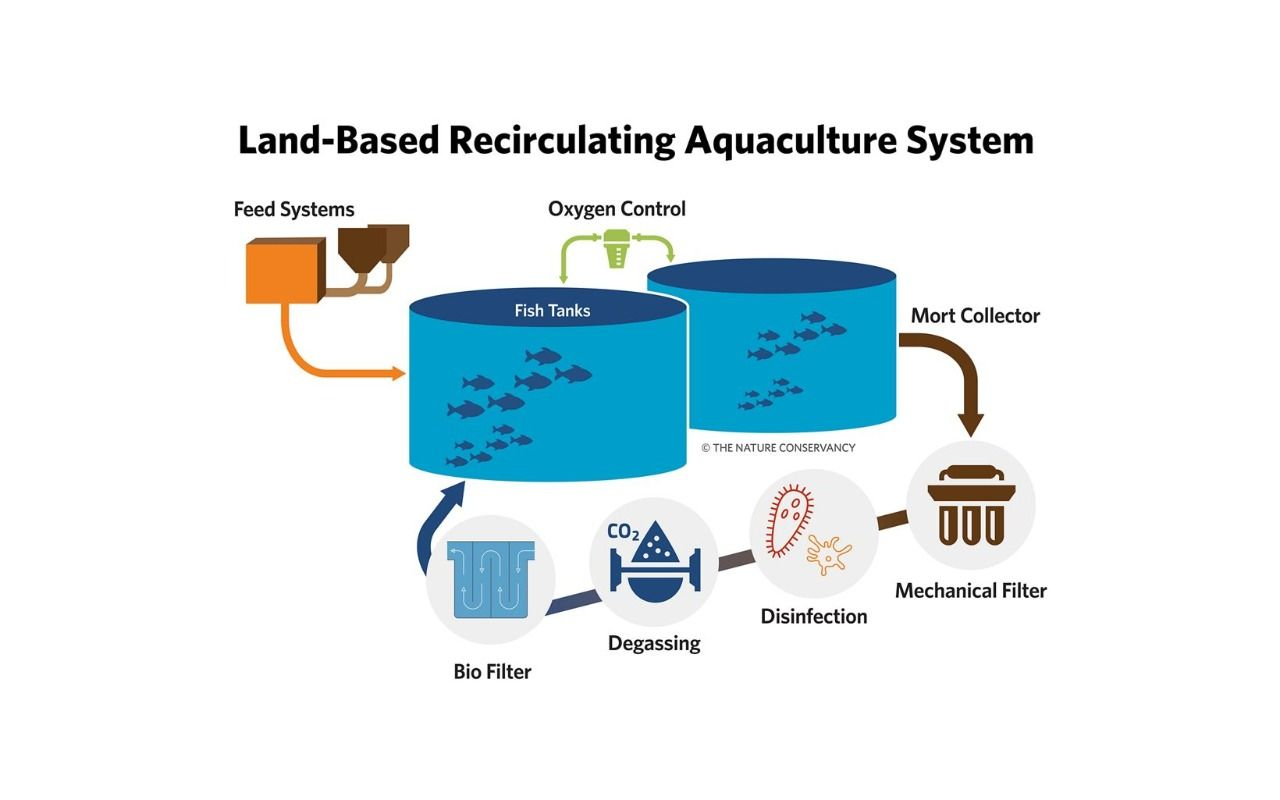 Land-Based Recirculating Aquaculture System
Feed Systems
Oxygen Control
Fish Tanks
Mort Collector
© THE NATURE CONSERVANCY
CO₂
Mechanical Filter
Disinfection
Degassing
Bio Filter